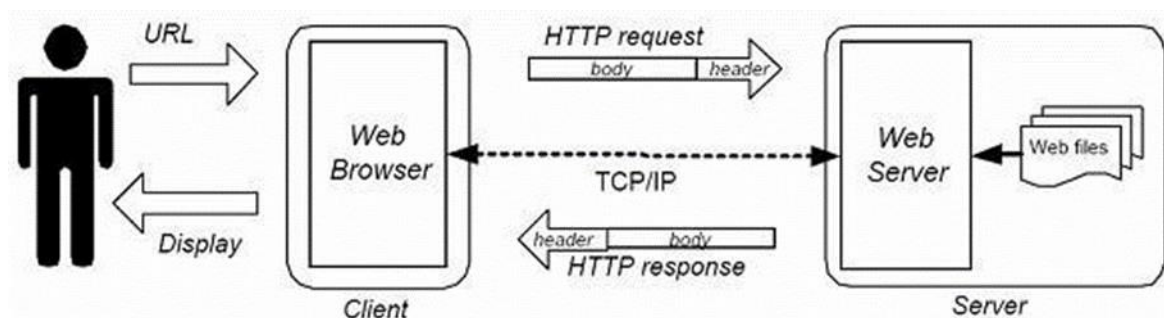 URL
Display
Web
Browser
Client
HTTP request
body
header
TCP/IP
header
body
HTTP response
Web
Server
Web files
Server